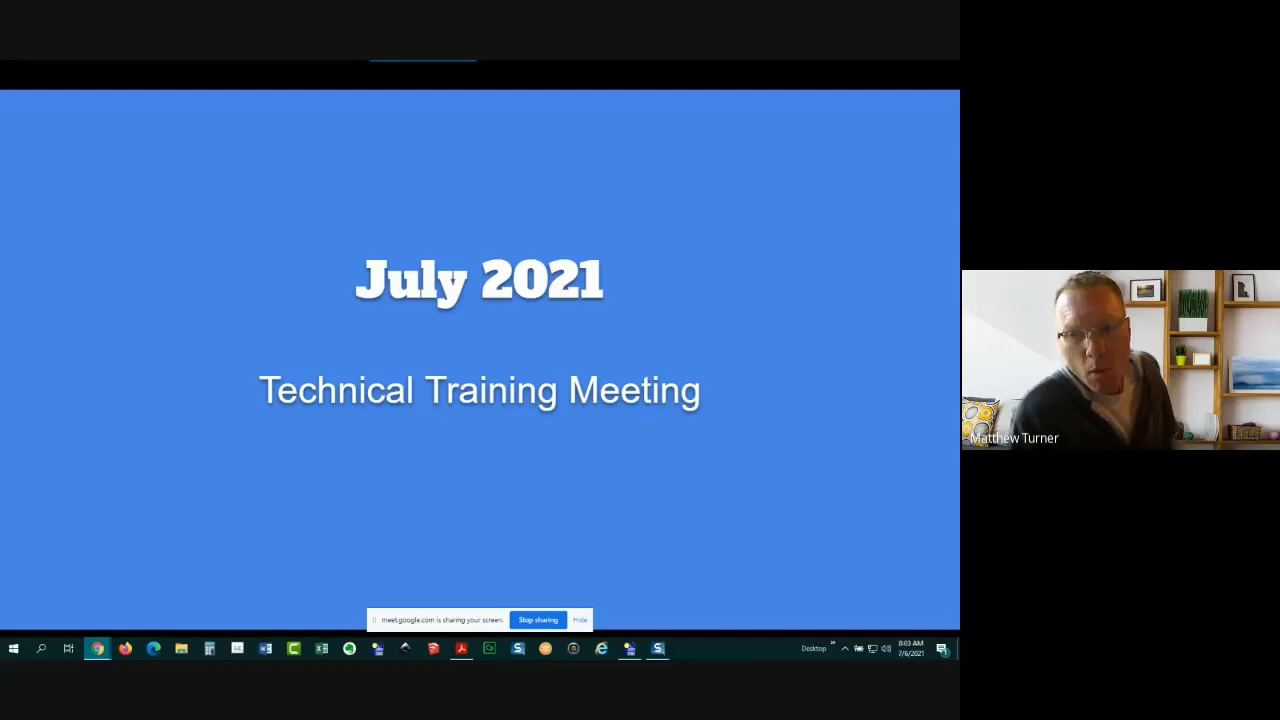 July 2021
Technical Training Meeting
Matthew Turner
meet.google.com is sharing your screen.
Stop sharing
Hide
Desktop
8:03 AM
7/6/2021